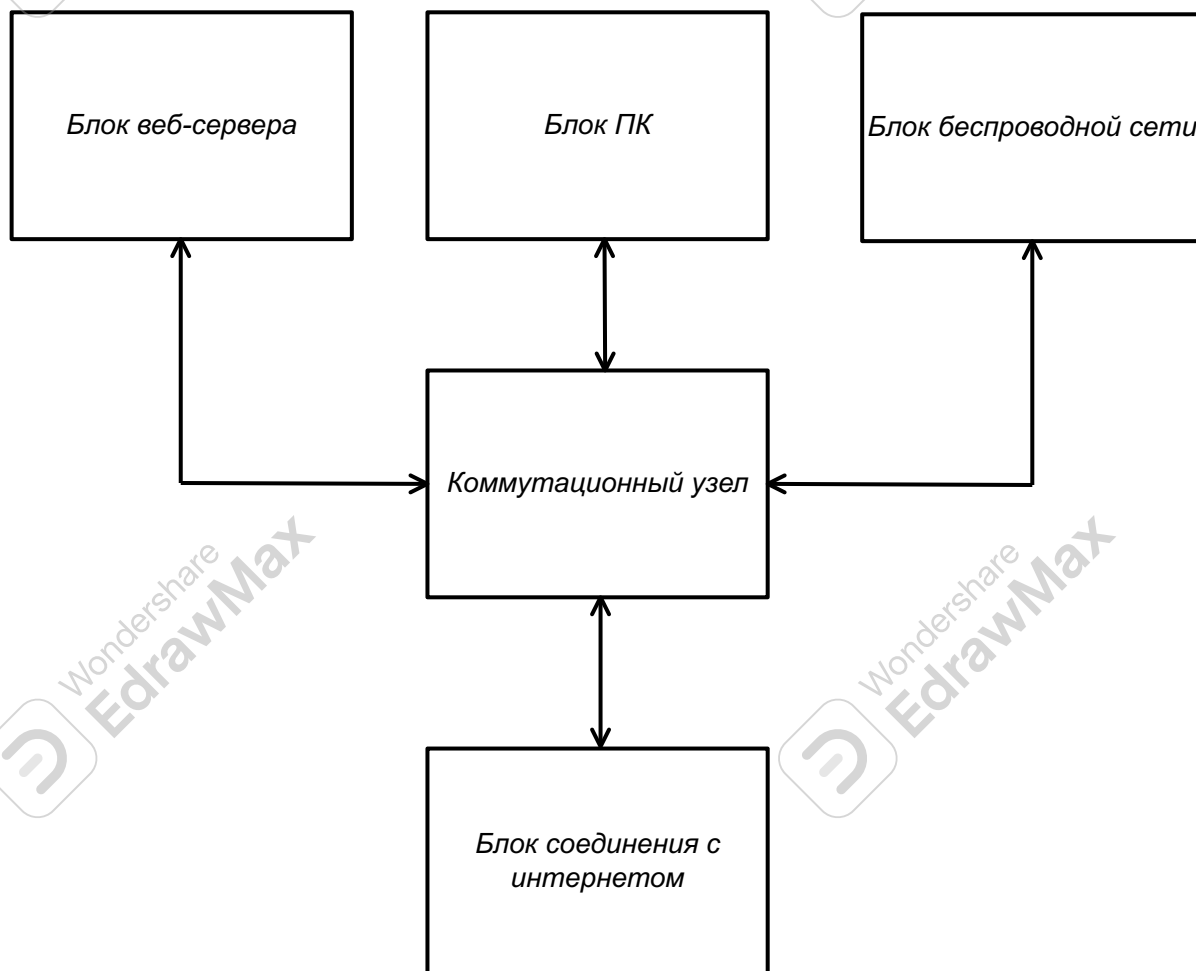 Блок веб-сервера
Блок ПК
Блок беспроводной сети
Коммутационный узел
Wondershare
EdrawMax
Wondershare
EdrawMax
Блок соединения с
интернетом